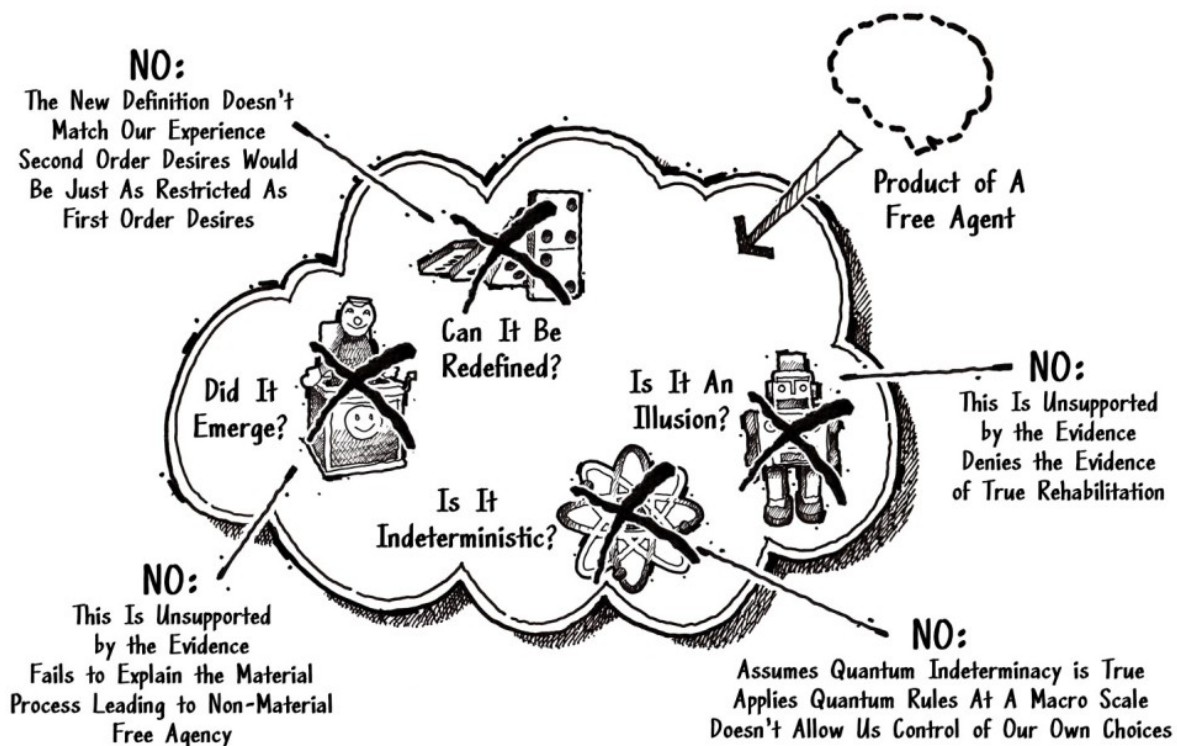 NO:
The New Definition Doesn't
Match Our Experience
Second Order Desires Would
Be Just As Restricted As
First Order Desires
Product of A
Free Agent
Can It Be
Redefined?
Did It
Emerge?
Is It An
Illusion?
NO:
This Is Unsupported
by the Evidence
Denies the Evidence
of True Rehabilitation
Is It
Indeterministic?
NO:
This Is Unsupported
by the Evidence
Fails to Explain the Material
Process Leading to Non-Material
Free Agency
NO:
Assumes Quantum Indeterminacy is True
Applies Quantum Rules At A Macro Scale
Doesn't Allow Us Control of Our Own Choices